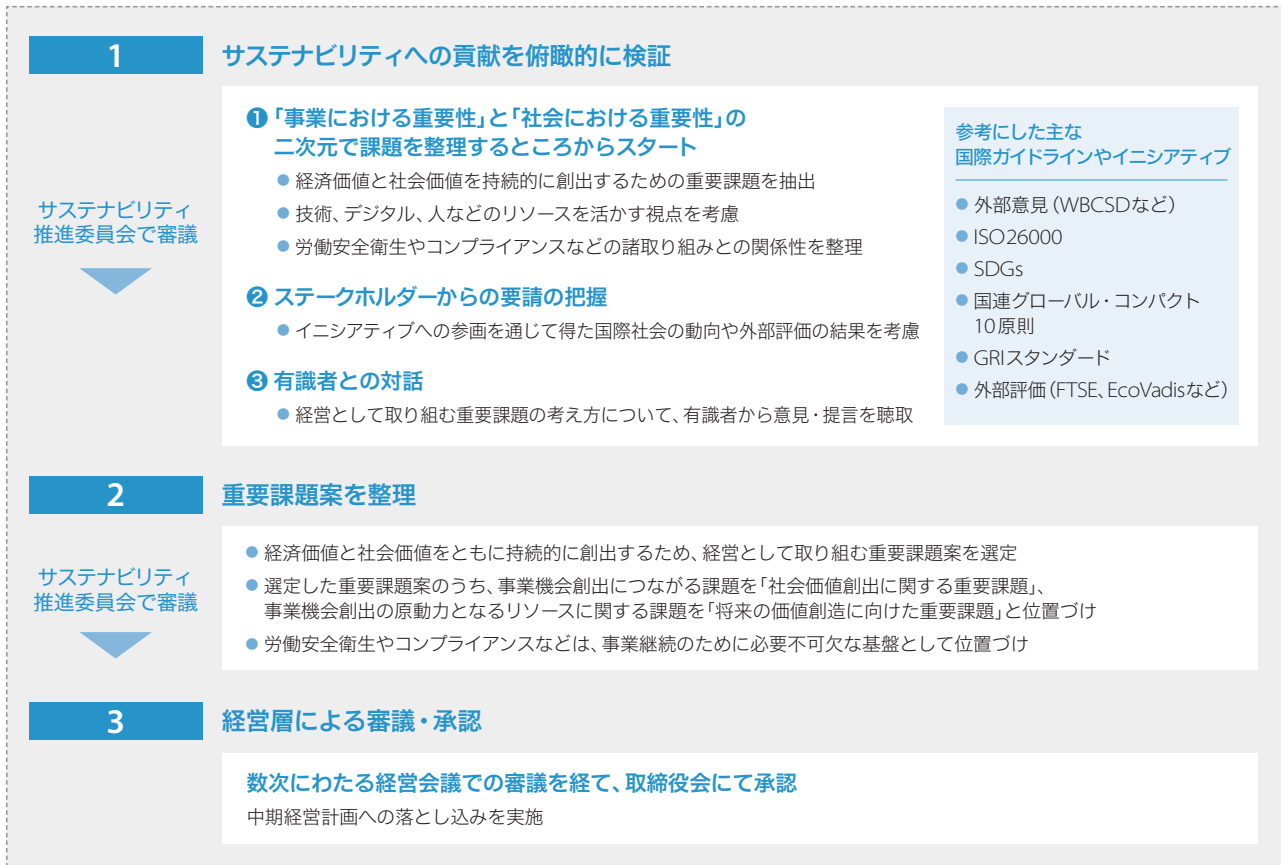 1
サステナビリティへの貢献を俯瞰的に検証
サステナビリティ
推進委員会で審議
❶「事業における重要性」と「社会における重要性」の
二次元で課題を整理するところからスタート
● 経済価値と社会価値を持続的に創出するための重要課題を抽出
● 技術、デジタル、人などのリソースを活かす視点を考慮
● 労働安全衛生やコンプライアンスなどの諸取り組みとの関係性を整理
❷ ステークホルダーからの要請の把握
● イニシアティブへの参画を通じて得た国際社会の動向や外部評価の結果を考慮
❸ 有識者との対話
● 経営として取り組む重要課題の考え方について、有識者から意見・提言を聴取
参考にした主な
国際ガイドラインやイニシアティブ
● 外部意見（WBCSDなど）
● ISO26000
● SDGs
● 国連グローバル・コンパクト
10原則
● GRIスタンダード
● 外部評価（FTSE、EcoVadisなど）
2
重要課題案を整理
サステナビリティ
推進委員会で審議
● 経済価値と社会価値をともに持続的に創出するため、経営として取り組む重要課題案を選定
● 選定した重要課題案のうち、事業機会創出につながる課題を「社会価値創出に関する重要課題」、
事業機会創出の原動力となるリソースに関する課題を「将来の価値創造に向けた重要課題」と位置づけ
● 労働安全衛生やコンプライアンスなどは、事業継続のために必要不可欠な基盤として位置づけ
3
経営層による審議・承認
数次にわたる経営会議での審議を経て、取締役会にて承認
中期経営計画への落とし込みを実施